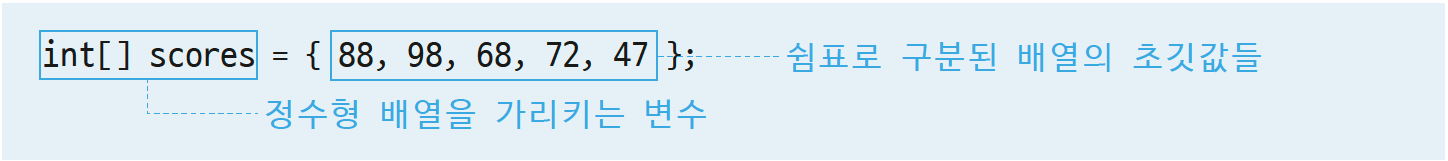 int[] scores = { 88, 98, 68, 72, 47 }; 쉼표로 구분된 배열의 초깃값들
정수형 배열을 가리키는 변수